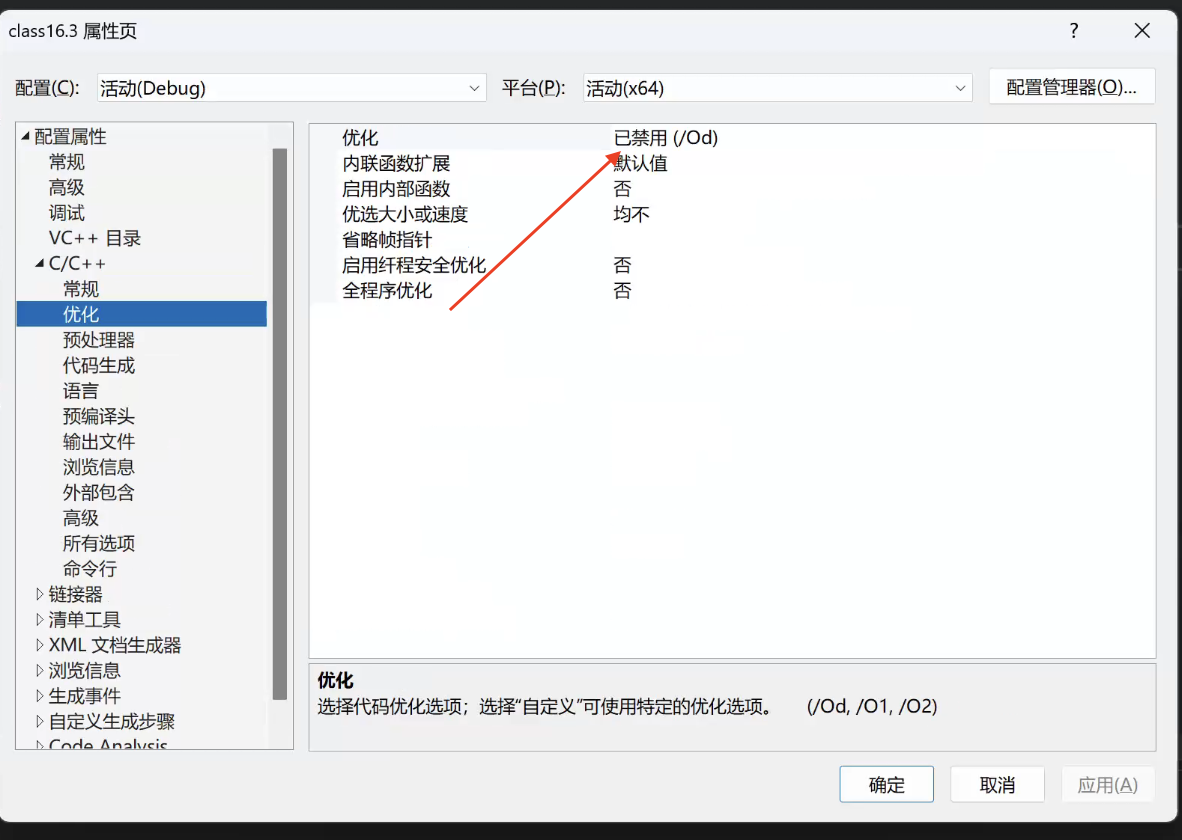 class16.3 属性页
?
配置(C): 活动(Debug) 平台(P): 活动(x64) 配置管理器(O)...
配置属性
常规
高级
调试
VC++ 目录
C/C++
常规
优化
预处理器
代码生成
语言
预编译头
输出文件
浏览信息
外部包含
高级
所有选项
命令行
链接器
清单工具
XML 文档生成器
浏览信息
生成事件
自定义生成步骤
Code Analysis
优化 已禁用 (/Od)
内联函数扩展 默认值
启用内部函数 否
优选大小或速度 均不
省略帧指针
启用纤程安全优化 否
全程序优化 否
优化
选择代码优化选项；选择“自定义”可使用特定的优化选项。 (/Od, /O1, /O2)
确定 取消 应用(A)